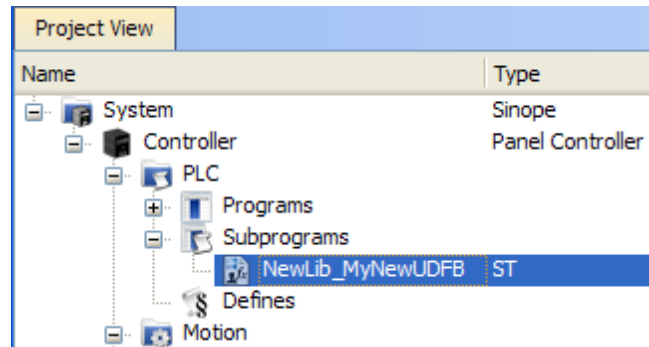 Project View
Name Type
System Sinope
Controller Panel Controller
PLC
Programs
Subprograms
NewLib_MyNewUDFB ST
Defines
Motion